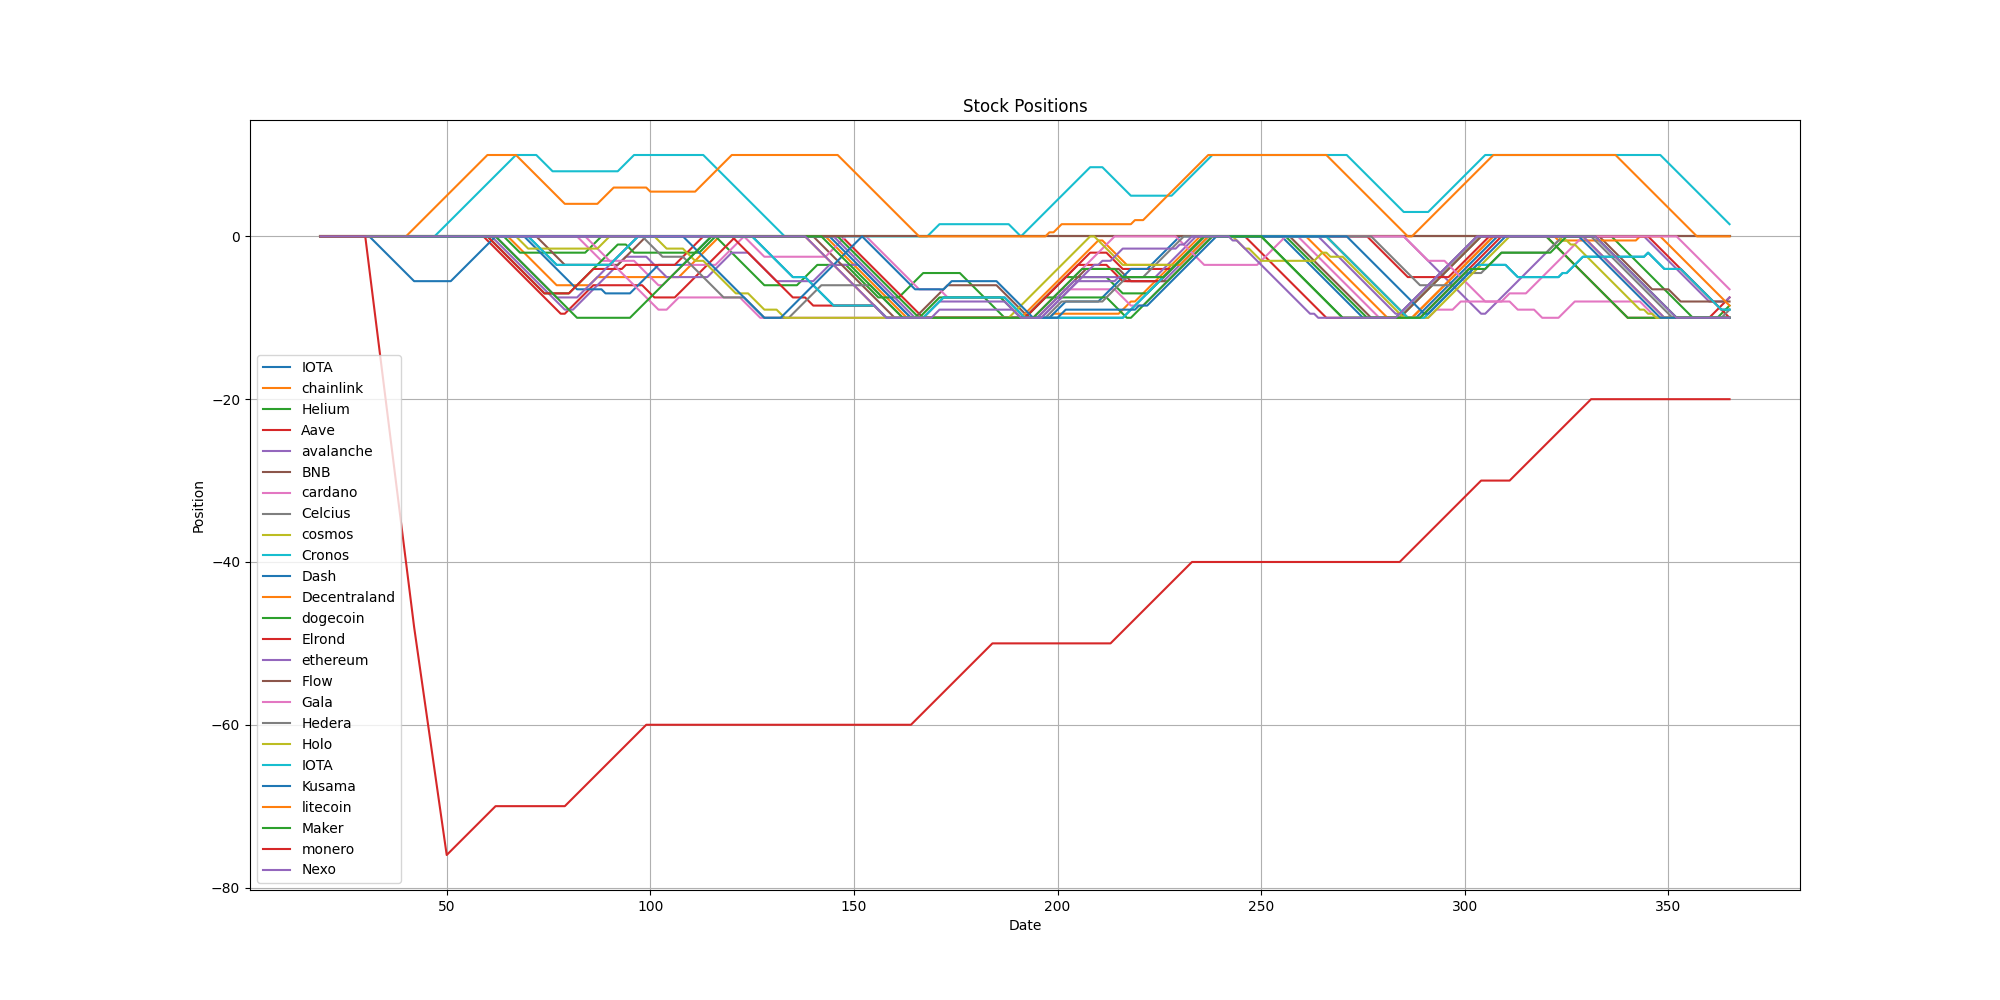 Stock Positions
Position
0
−20
−40
−60
−80
IOTA
chainlink
Helium
Aave
avalanche
BNB
cardano
Celcius
cosmos
Cronos
Dash
Decentraland
dogecoin
Elrond
ethereum
Flow
Gala
Hedera
Holo
IOTA
Kusama
litecoin
Maker
monero
Nexo
50 100 150 200 250 300 350
Date